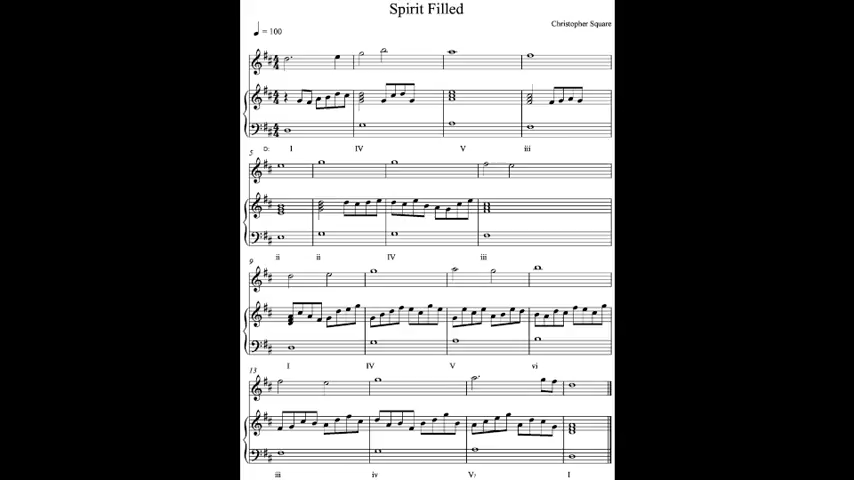 Spirit Filled
Christopher Square
= 100
D: I IV V iii
5
ii ii IV iii
9
I IV V vi
13
iii iv V7 I